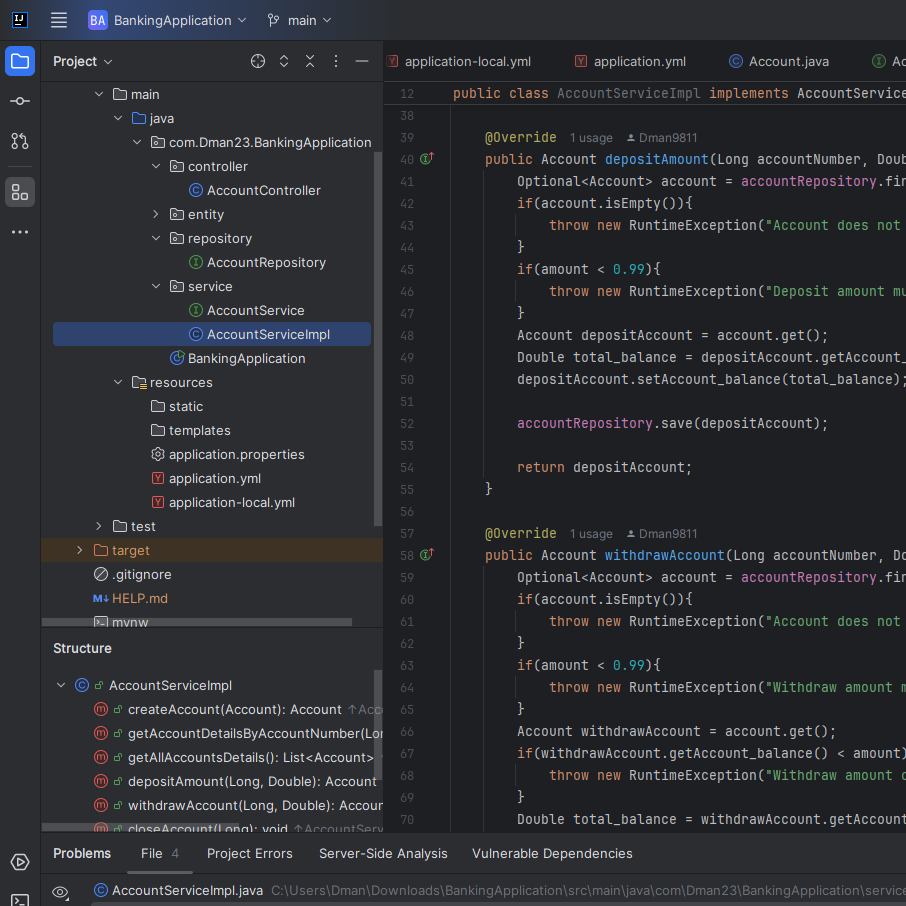 BA BankingApplication main
Project
main
java
com.Dman23.BankingApplication
controller
AccountController
entity
repository
AccountRepository
service
AccountService
AccountServiceImpl
BankingApplication
resources
static
templates
application.properties
application.yml
application-local.yml
test
target
.gitignore
M↓ HELP.md
mvnw
Structure
AccountServiceImpl
createAccount(Account): Account ↑Acc
getAccountDetailsByAccountNumber(Lo
getAllAccountsDetails(): List<Account>
depositAmount(Long, Double): Account
withdrawAccount(Long, Double): Accoun
closeAccount(Long): void ↑AccountServ
application-local.yml application.yml Account.java Ac
12 public class AccountServiceImpl implements AccountService
38
39 @Override 1 usage Dman9811
40 public Account depositAmount(Long accountNumber, Doub
41 Optional<Account> account = accountRepository.fin
42 if(account.isEmpty()){
43 throw new RuntimeException("Account does not
44 }
45 if(amount < 0.99){
46 throw new RuntimeException("Deposit amount mu
47 }
48 Account depositAccount = account.get();
49 Double total_balance = depositAccount.getAccount_
50 depositAccount.setAccount_balance(total_balance);
51
52 accountRepository.save(depositAccount);
53
54 return depositAccount;
55 }
56
57 @Override 1 usage Dman9811
58 public Account withdrawAccount(Long accountNumber, Do
59 Optional<Account> account = accountRepository.fin
60 if(account.isEmpty()){
61 throw new RuntimeException("Account does not
62 }
63 if(amount < 0.99){
64 throw new RuntimeException("Withdraw amount m
65 }
66 Account withdrawAccount = account.get();
67 if(withdrawAccount.getAccount_balance() < amount)
68 throw new RuntimeException("Withdraw amount c
69 }
70 Double total_balance = withdrawAccount.getAccount
Problems File 4 Project Errors Server-Side Analysis Vulnerable Dependencies
AccountServiceImpl.java C:\Users\Dman\Downloads\BankingApplication\src\main\java\com\Dman23\BankingApplication\service